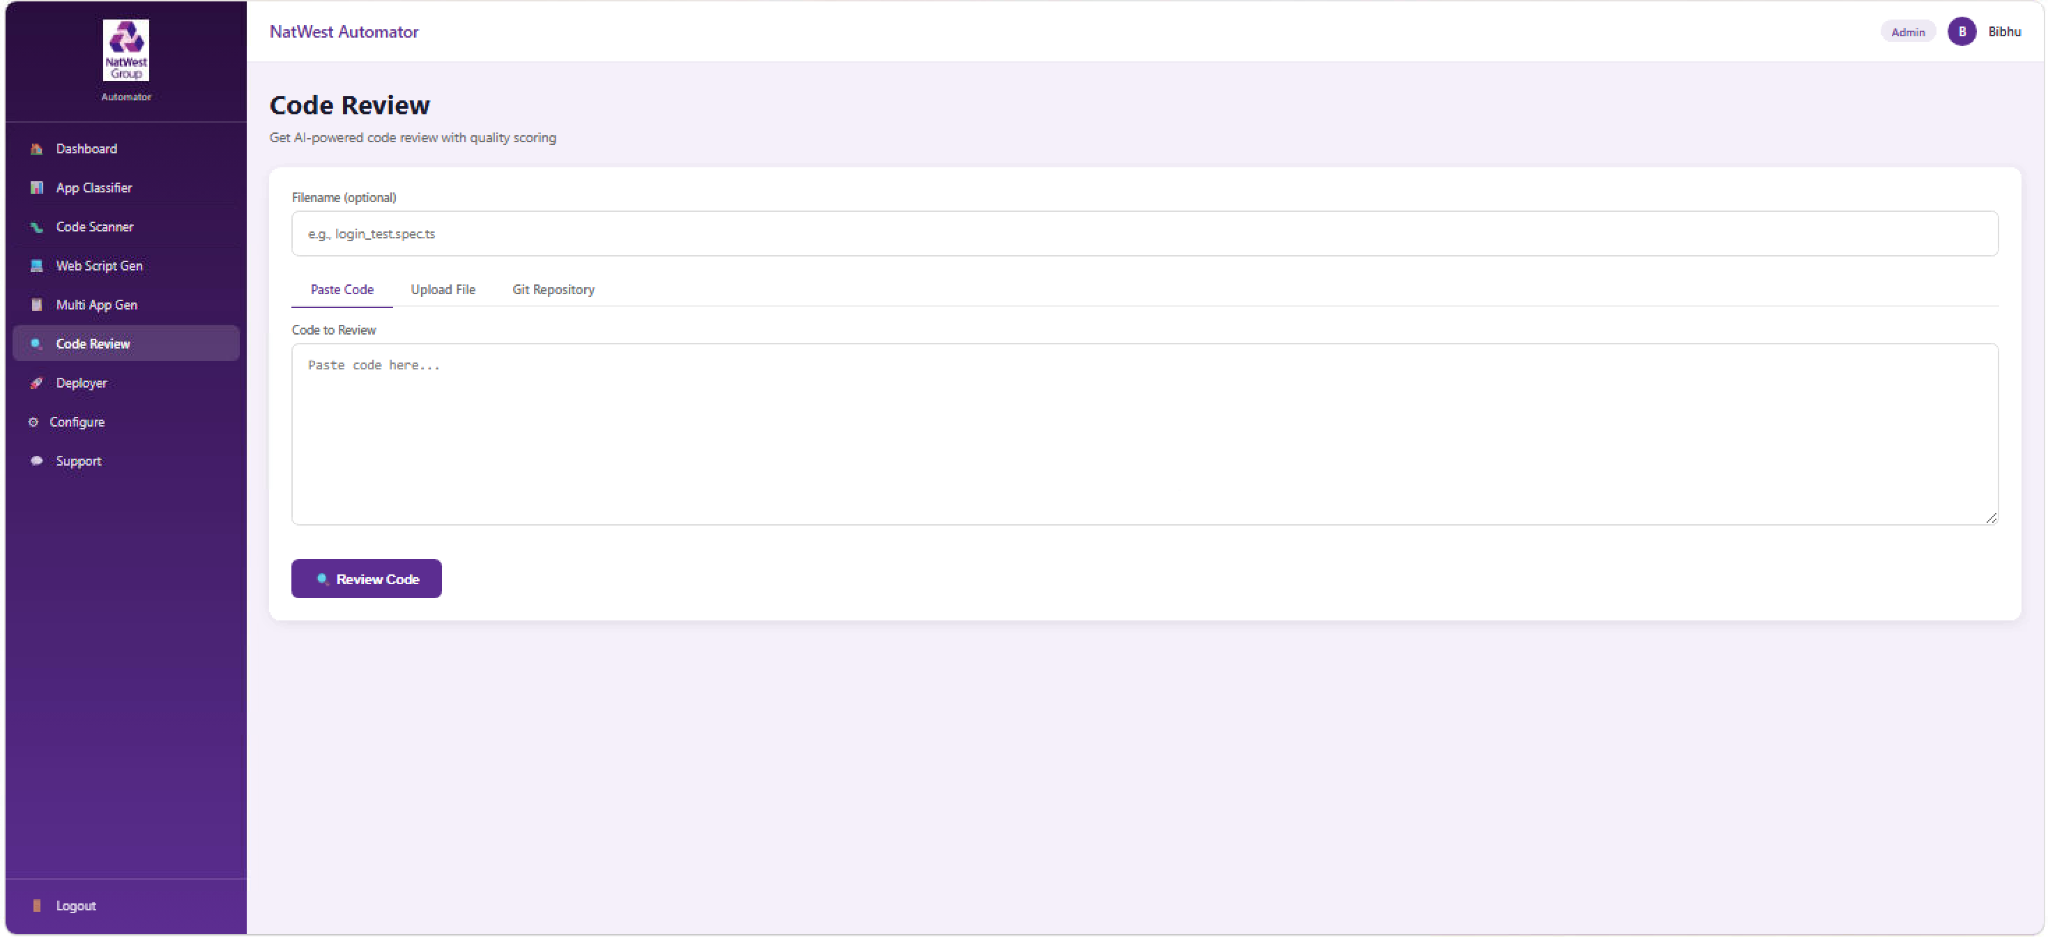 NatWest
Group
Automator
Dashboard
App Classifier
Code Scanner
Web Script Gen
Multi App Gen
Code Review
Deployer
Configure
Support
Logout
NatWest Automator
Admin
B
Bibhu
Code Review
Get AI-powered code review with quality scoring
Filename (optional)
e.g., login_test.spec.ts
Paste Code
Upload File
Git Repository
Code to Review
Paste code here...
Review Code